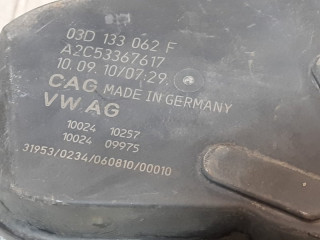 03D 133 062 F
A2C53367617
10.09.10/07:29
CAG MADE IN GERMANY
VW AG
10024 10257
10024 09975
31953/0234/060810/00010